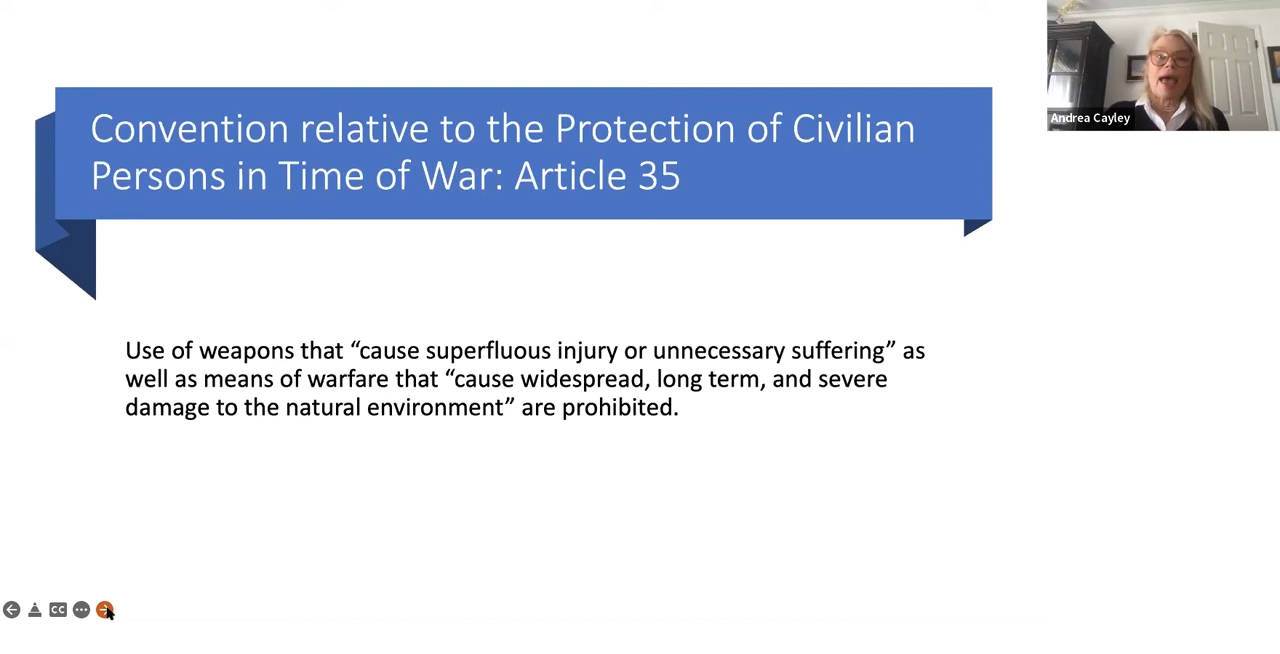 Convention relative to the Protection of Civilian
Persons in Time of War: Article 35
Andrea Cayley
Use of weapons that “cause superfluous injury or unnecessary suffering” as
well as means of warfare that “cause widespread, long term, and severe
damage to the natural environment” are prohibited.
CC